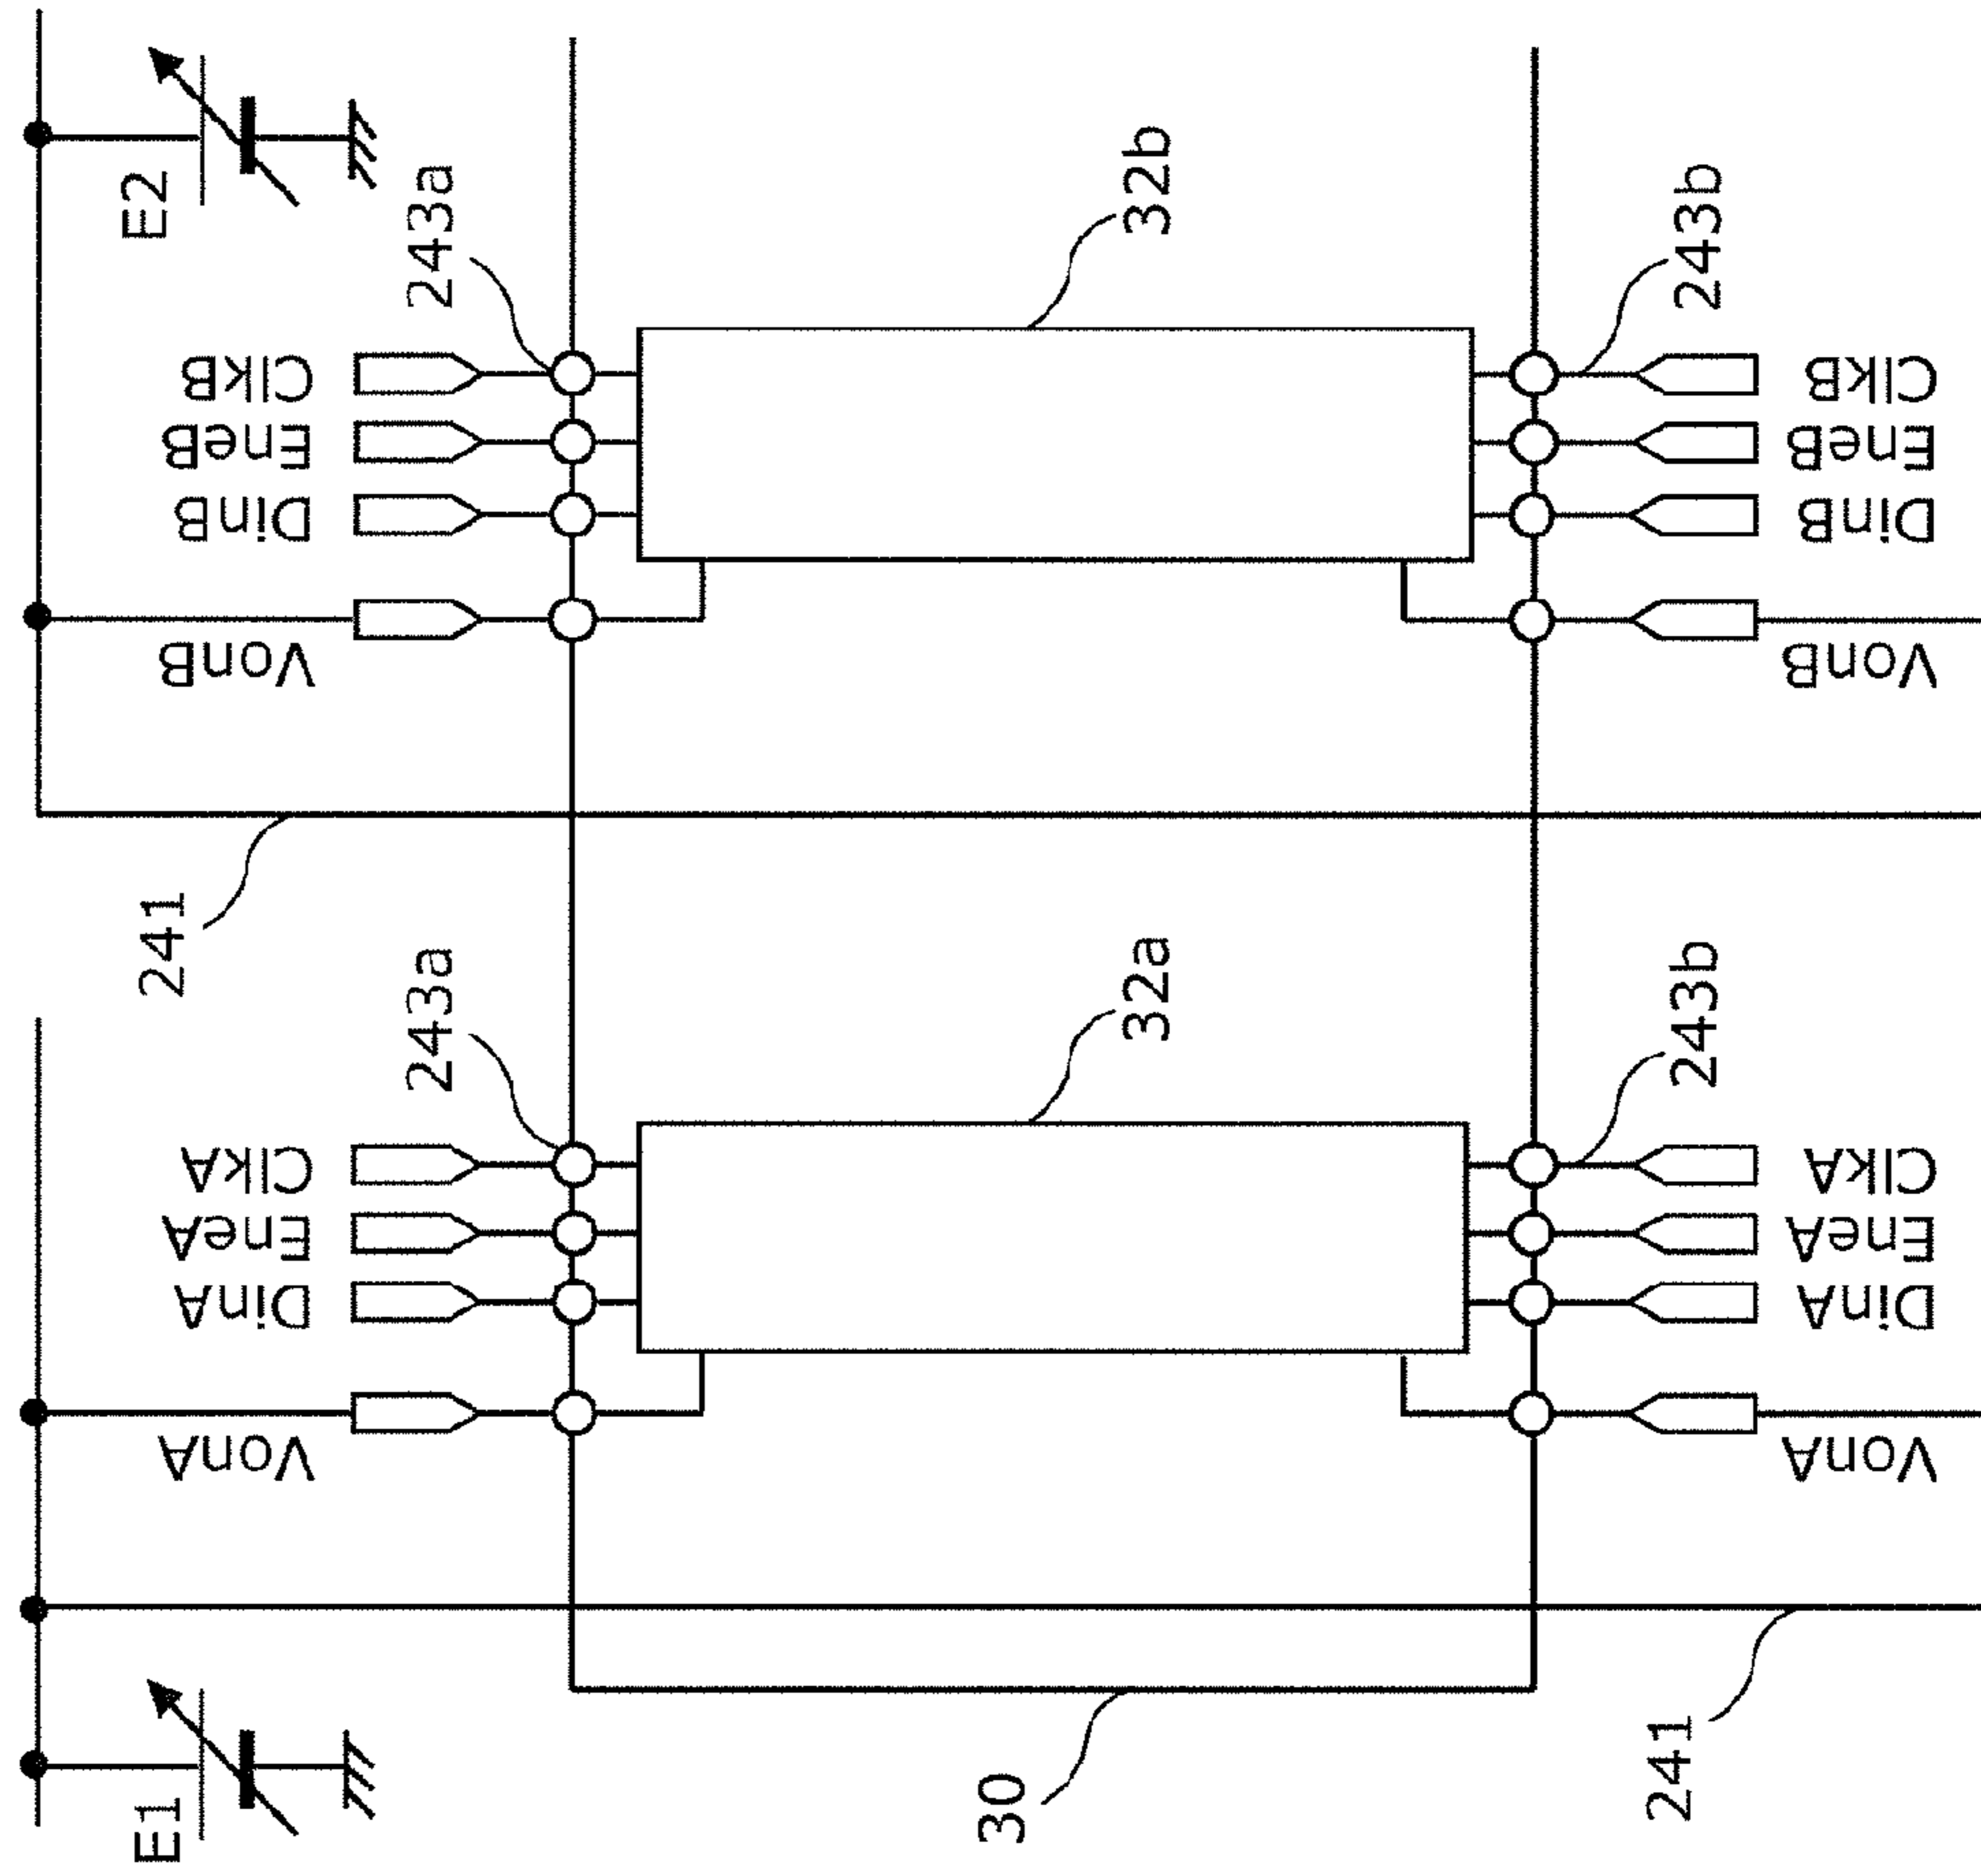 E2
243a
ClkB
EneB
DinB
VonB
32b
243b
ClkB
EneB
DinB
VonB
241
243a
ClkA
EneA
DinA
VonA
32a
243b
ClkA
EneA
DinA
VonA
E1
30
241